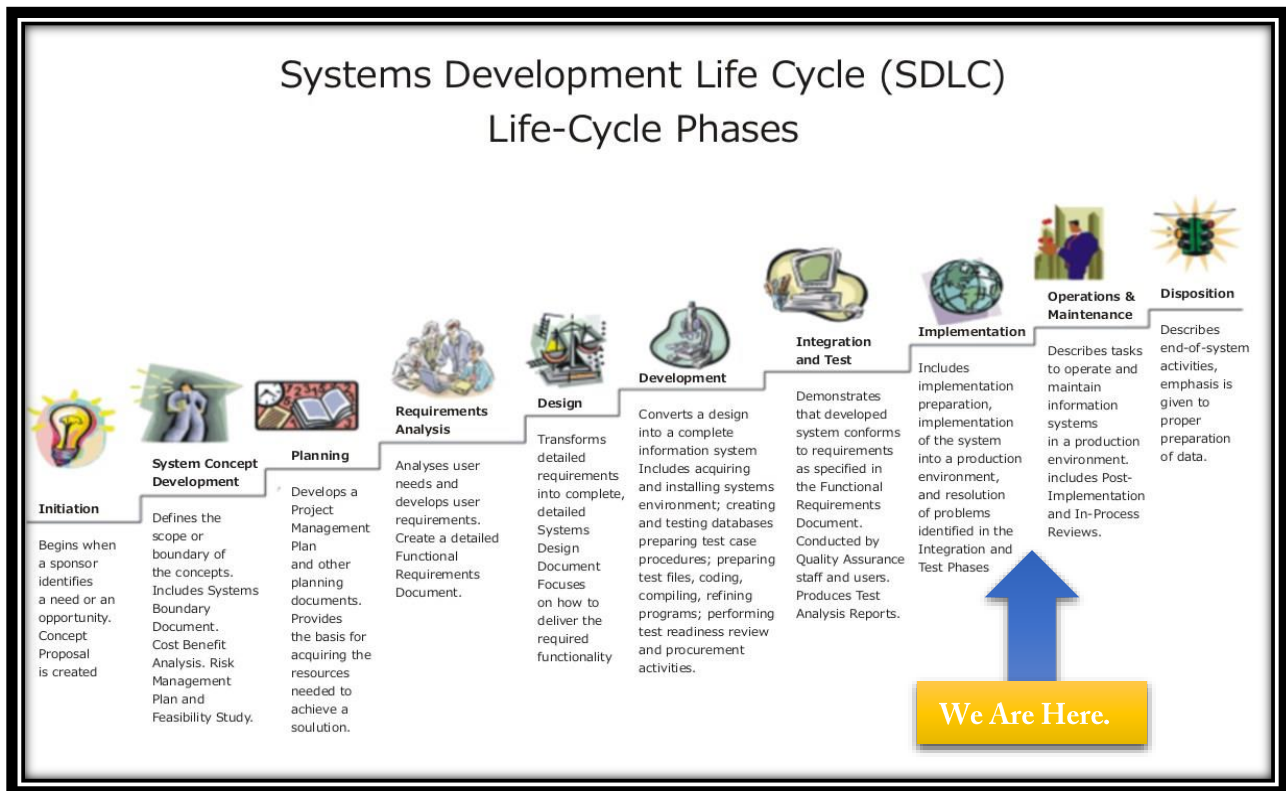 Systems Development Life Cycle (SDLC)
Life-Cycle Phases
Initiation
Begins when
a sponsor
identifies
a need or an
opportunity.
Concept
Proposal
is created
System Concept
Development
Defines the
scope or
boundary of
the concepts.
Includes Systems
Boundary
Document.
Cost Benefit
Analysis. Risk
Management
Plan and
Feasibility Study.
Planning
Develops a
Project
Management
Plan
and other
planning
documents.
Provides
the basis for
acquiring the
resources
needed to
achieve a
soulution.
Requirements
Analysis
Analyses user
needs and
develops user
requirements.
Create a detailed
Functional
Requirements
Document.
Design
Transforms
detailed
requirements
into complete,
detailed
Systems
Design
Document
Focuses
on how to
deliver the
required
functionality
Development
Converts a design
into a complete
information system
Includes acquiring
and installing systems
environment; creating
and testing databases
preparing test case
procedures; preparing
test files, coding,
compiling, refining
programs; performing
test readiness review
and procurement
activities.
Integration
and Test
Demonstrates
that developed
system conforms
to requirements
as specified in
the Functional
Requirements
Document.
Conducted by
Quality Assurance
staff and users.
Produces Test
Analysis Reports.
Implementation
Includes
implementation
preparation,
implementation
of the system
into a production
environment,
and resolution
of problems
identified in the
Integration and
Test Phases
Operations &
Maintenance
Describes tasks
to operate and
maintain
information
systems
in a production
environment.
includes Post-
Implementation
and In-Process
Reviews.
Disposition
Describes
end-of-system
activities,
emphasis is
given to
proper
preparation
of data.
We Are Here.